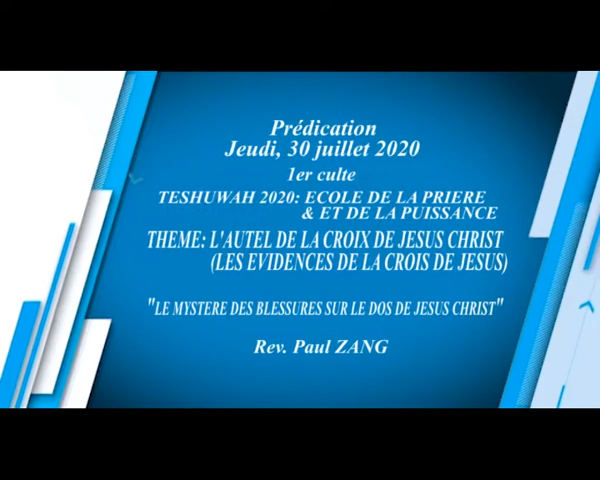 Prédication
Jeudi, 30 juillet 2020
1er culte
TESHUWAH 2020: ECOLE DE LA PRIERE
& ET DE LA PUISSANCE
THEME: L'AUTEL DE LA CROIX DE JESUS CHRIST
(LES EVIDENCES DE LA CROIS DE JESUS)
"LE MYSTERE DES BLESSURES SUR LE DOS DE JESUS CHRIST"
Rev. Paul ZANG